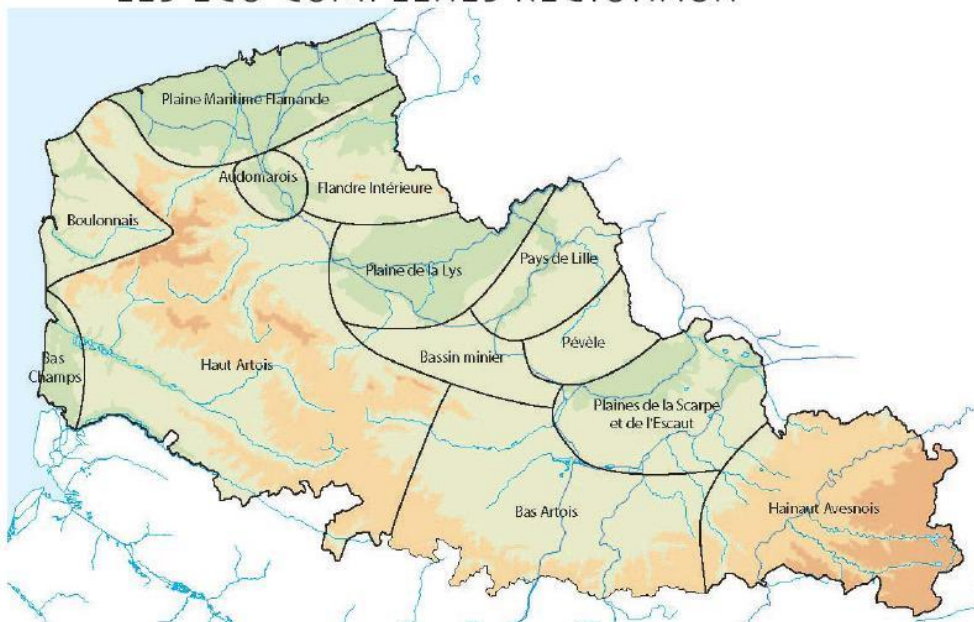 Plaine Maritime Flamande
Audomarois
Flandre Intérieure
Boulonnais
Plaine de la Lys
Pays de Lille
Bassin minier
Pévèle
Haut Artois
Bas
Champs
Plaines de la Scarpe
et de l'Escaut
Bas Artois
Hainaut Avesnois